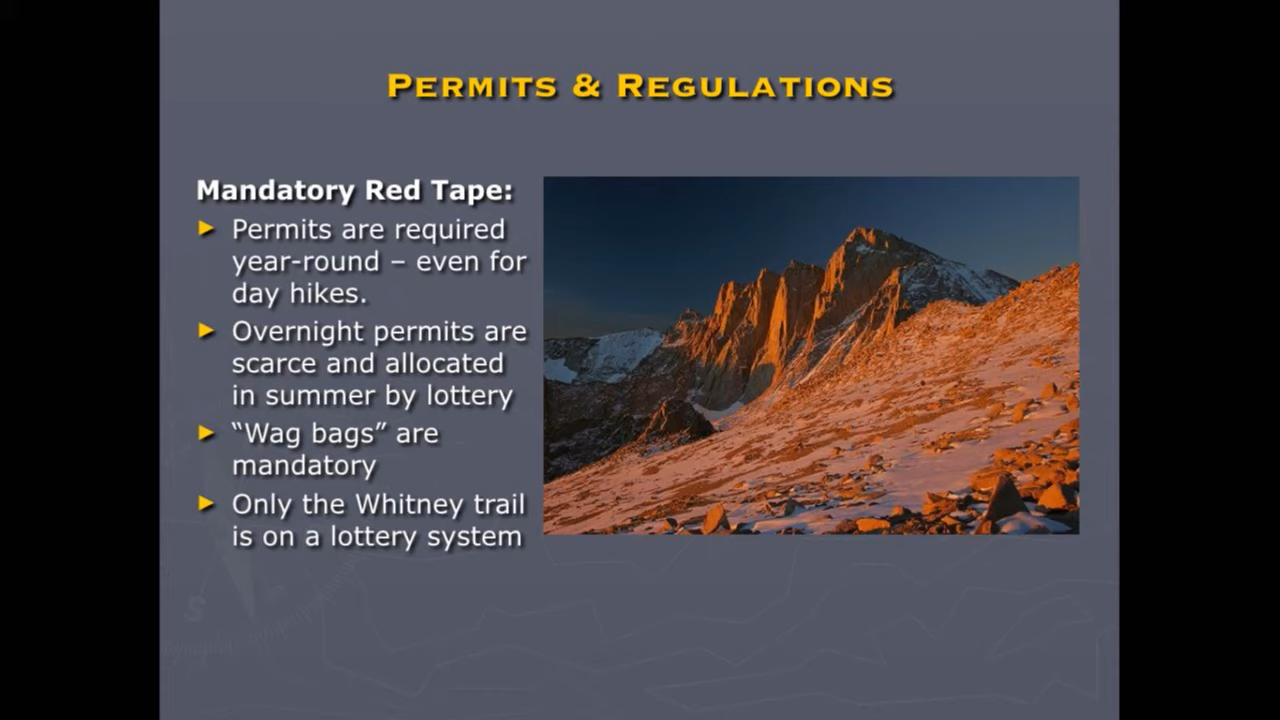 PERMITS & REGULATIONS
Mandatory Red Tape:
Permits are required
year-round – even for
day hikes.
Overnight permits are
scarce and allocated
in summer by lottery
“Wag bags” are
mandatory
Only the Whitney trail
is on a lottery system
S